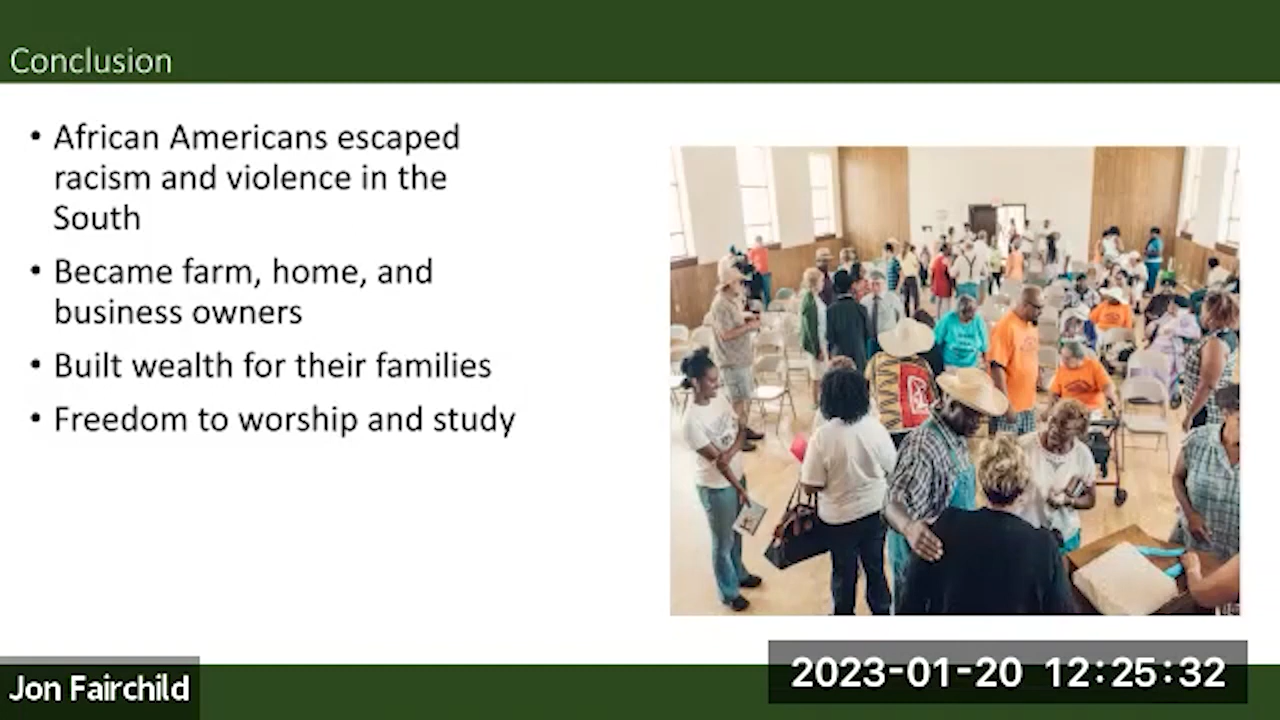 Conclusion
• African Americans escaped
racism and violence in the
South
• Became farm, home, and
business owners
• Built wealth for their families
• Freedom to worship and study
Jon Fairchild
2023-01-20 12:25:32